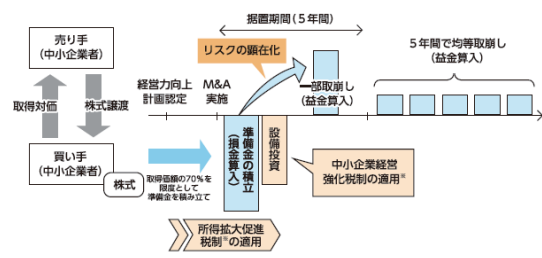 据置期間(5年間)
売り手
(中小企業者)
リスクの顕在化
5年間で均等取崩し
(益金算入)
経営力向上
計画認定
M&A
実施
一部取崩し
(益金算入)
取得対価
株式譲渡
買い手
(中小企業者)
株式
取得価額の70%を
限度として
準備金を積み立て
準備金の積立
(損金算入)
設備投資
中小企業経営
強化税制の適用※
所得拡大促進
税制※の適用